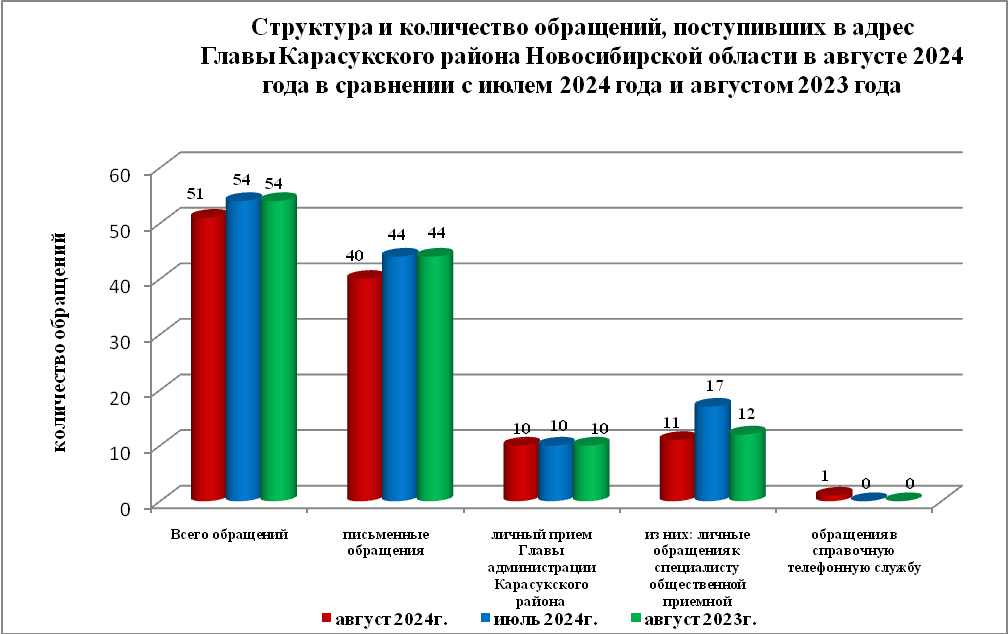 Структура и количество обращений, поступивших в адрес
Главы Карасукского района Новосибирской области в августе 2024
года в сравнении с июлем 2024 года и августом 2023 года
количество обращений
60
50
40
30
20
10
0
51
54
54
40
44
44
10
10
10
11
17
12
1
0
0
Всего обращений
письменные
обращения
личный прием
Главы
администрации
Карасукского
района
из них: личные
обращения к
специалисту
общественной
приемной
обращения в
справочную
телефонную службу
август 2024г.
июль 2024г.
август 2023г.